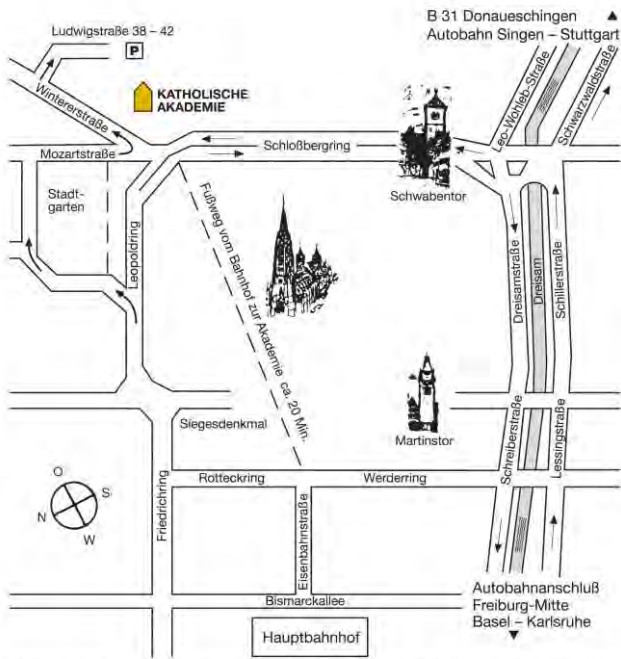 B 31 Donaueschingen
Autobahn Singen – Stuttgart
Ludwigstraße 38 – 42
P
KATHOLISCHE
AKADEMIE
Wintererstraße
Leo-Wohleb-Straße
Schwarzwaldstraße
Mozartstraße
Schloßbergring
Schwabentor
Stadt-
garten
Leopoldring
Fußweg vom Bahnhof zur Akademie ca. 20 Min.
Dreisamstraße
Dreisam
Schillerstraße
Siegesdenkmal
Martinstor
Schreiberstraße
Lessingstraße
Rotteckring
Werderring
O
S
N
W
Friedrichring
Eisenbahnstraße
Bismarckallee
Hauptbahnhof
Autobahnanschluß
Freiburg-Mitte
Basel – Karlsruhe